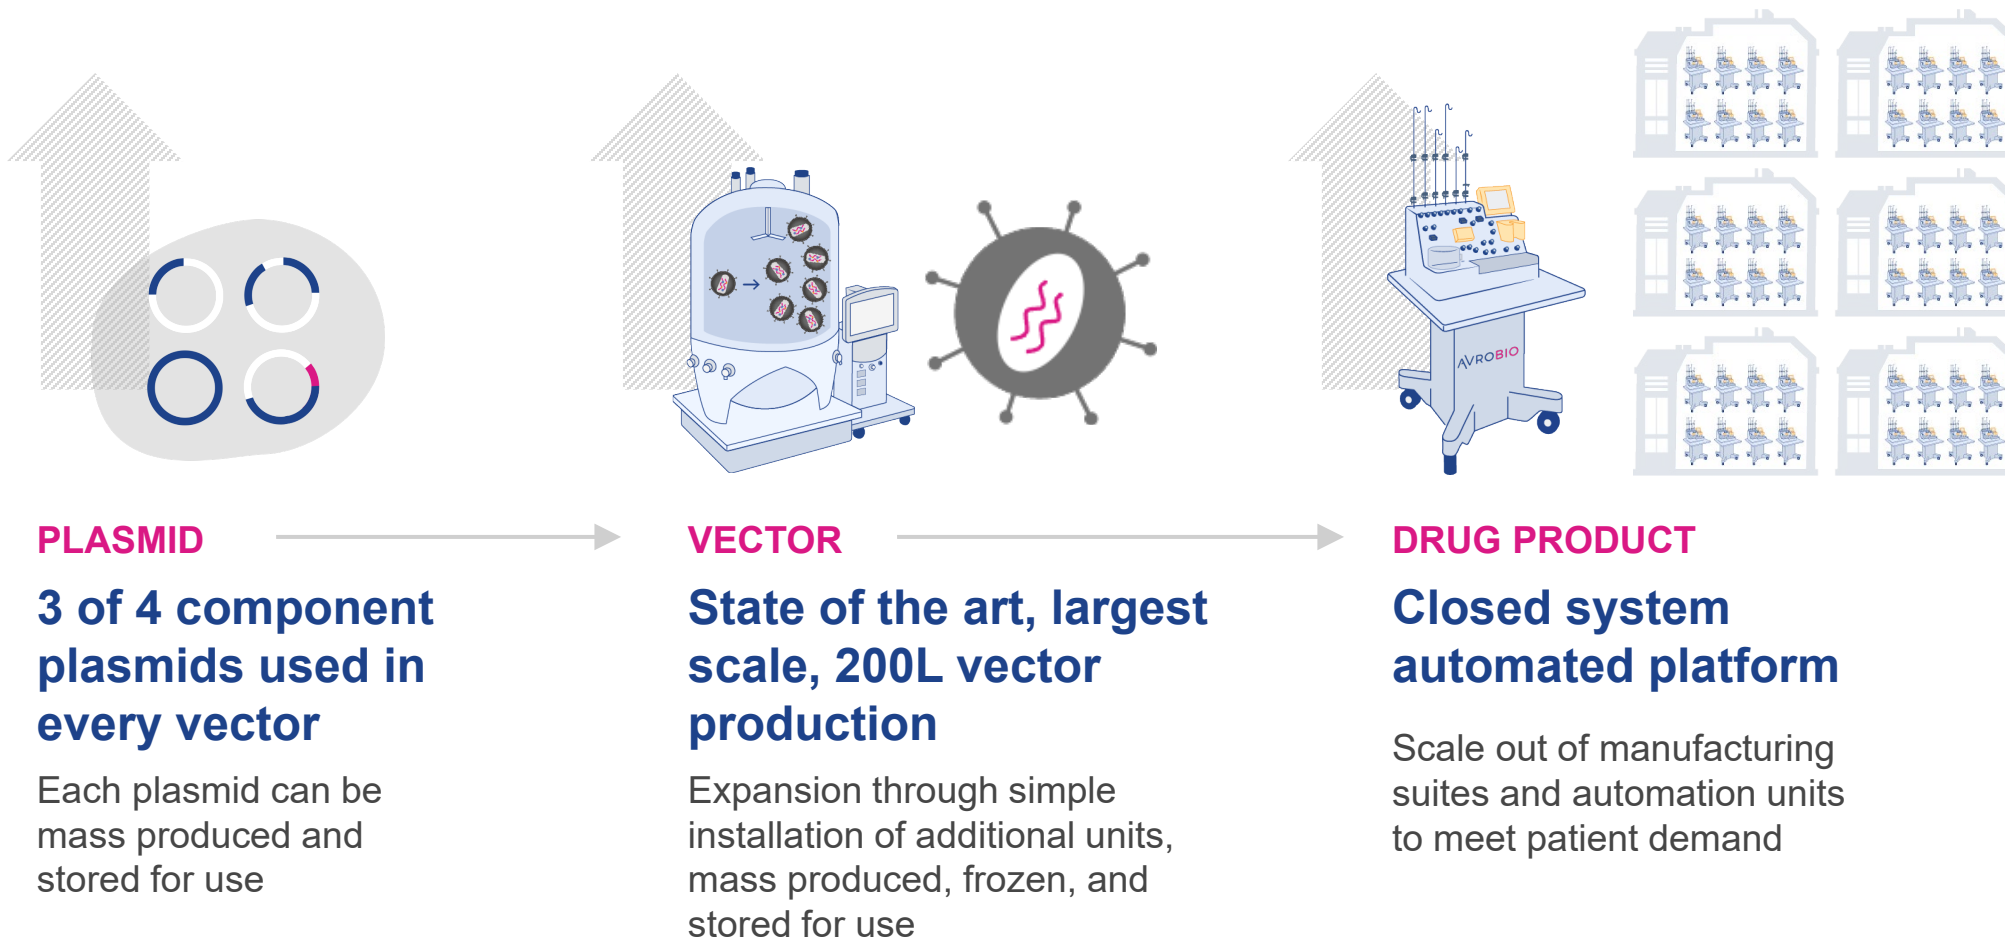 AVROBIO
PLASMID
3 of 4 component
plasmids used in
every vector
Each plasmid can be
mass produced and
stored for use
VECTOR
State of the art, largest
scale, 200L vector
production
Expansion through simple
installation of additional units,
mass produced, frozen, and
stored for use
DRUG PRODUCT
Closed system
automated platform
Scale out of manufacturing
suites and automation units
to meet patient demand